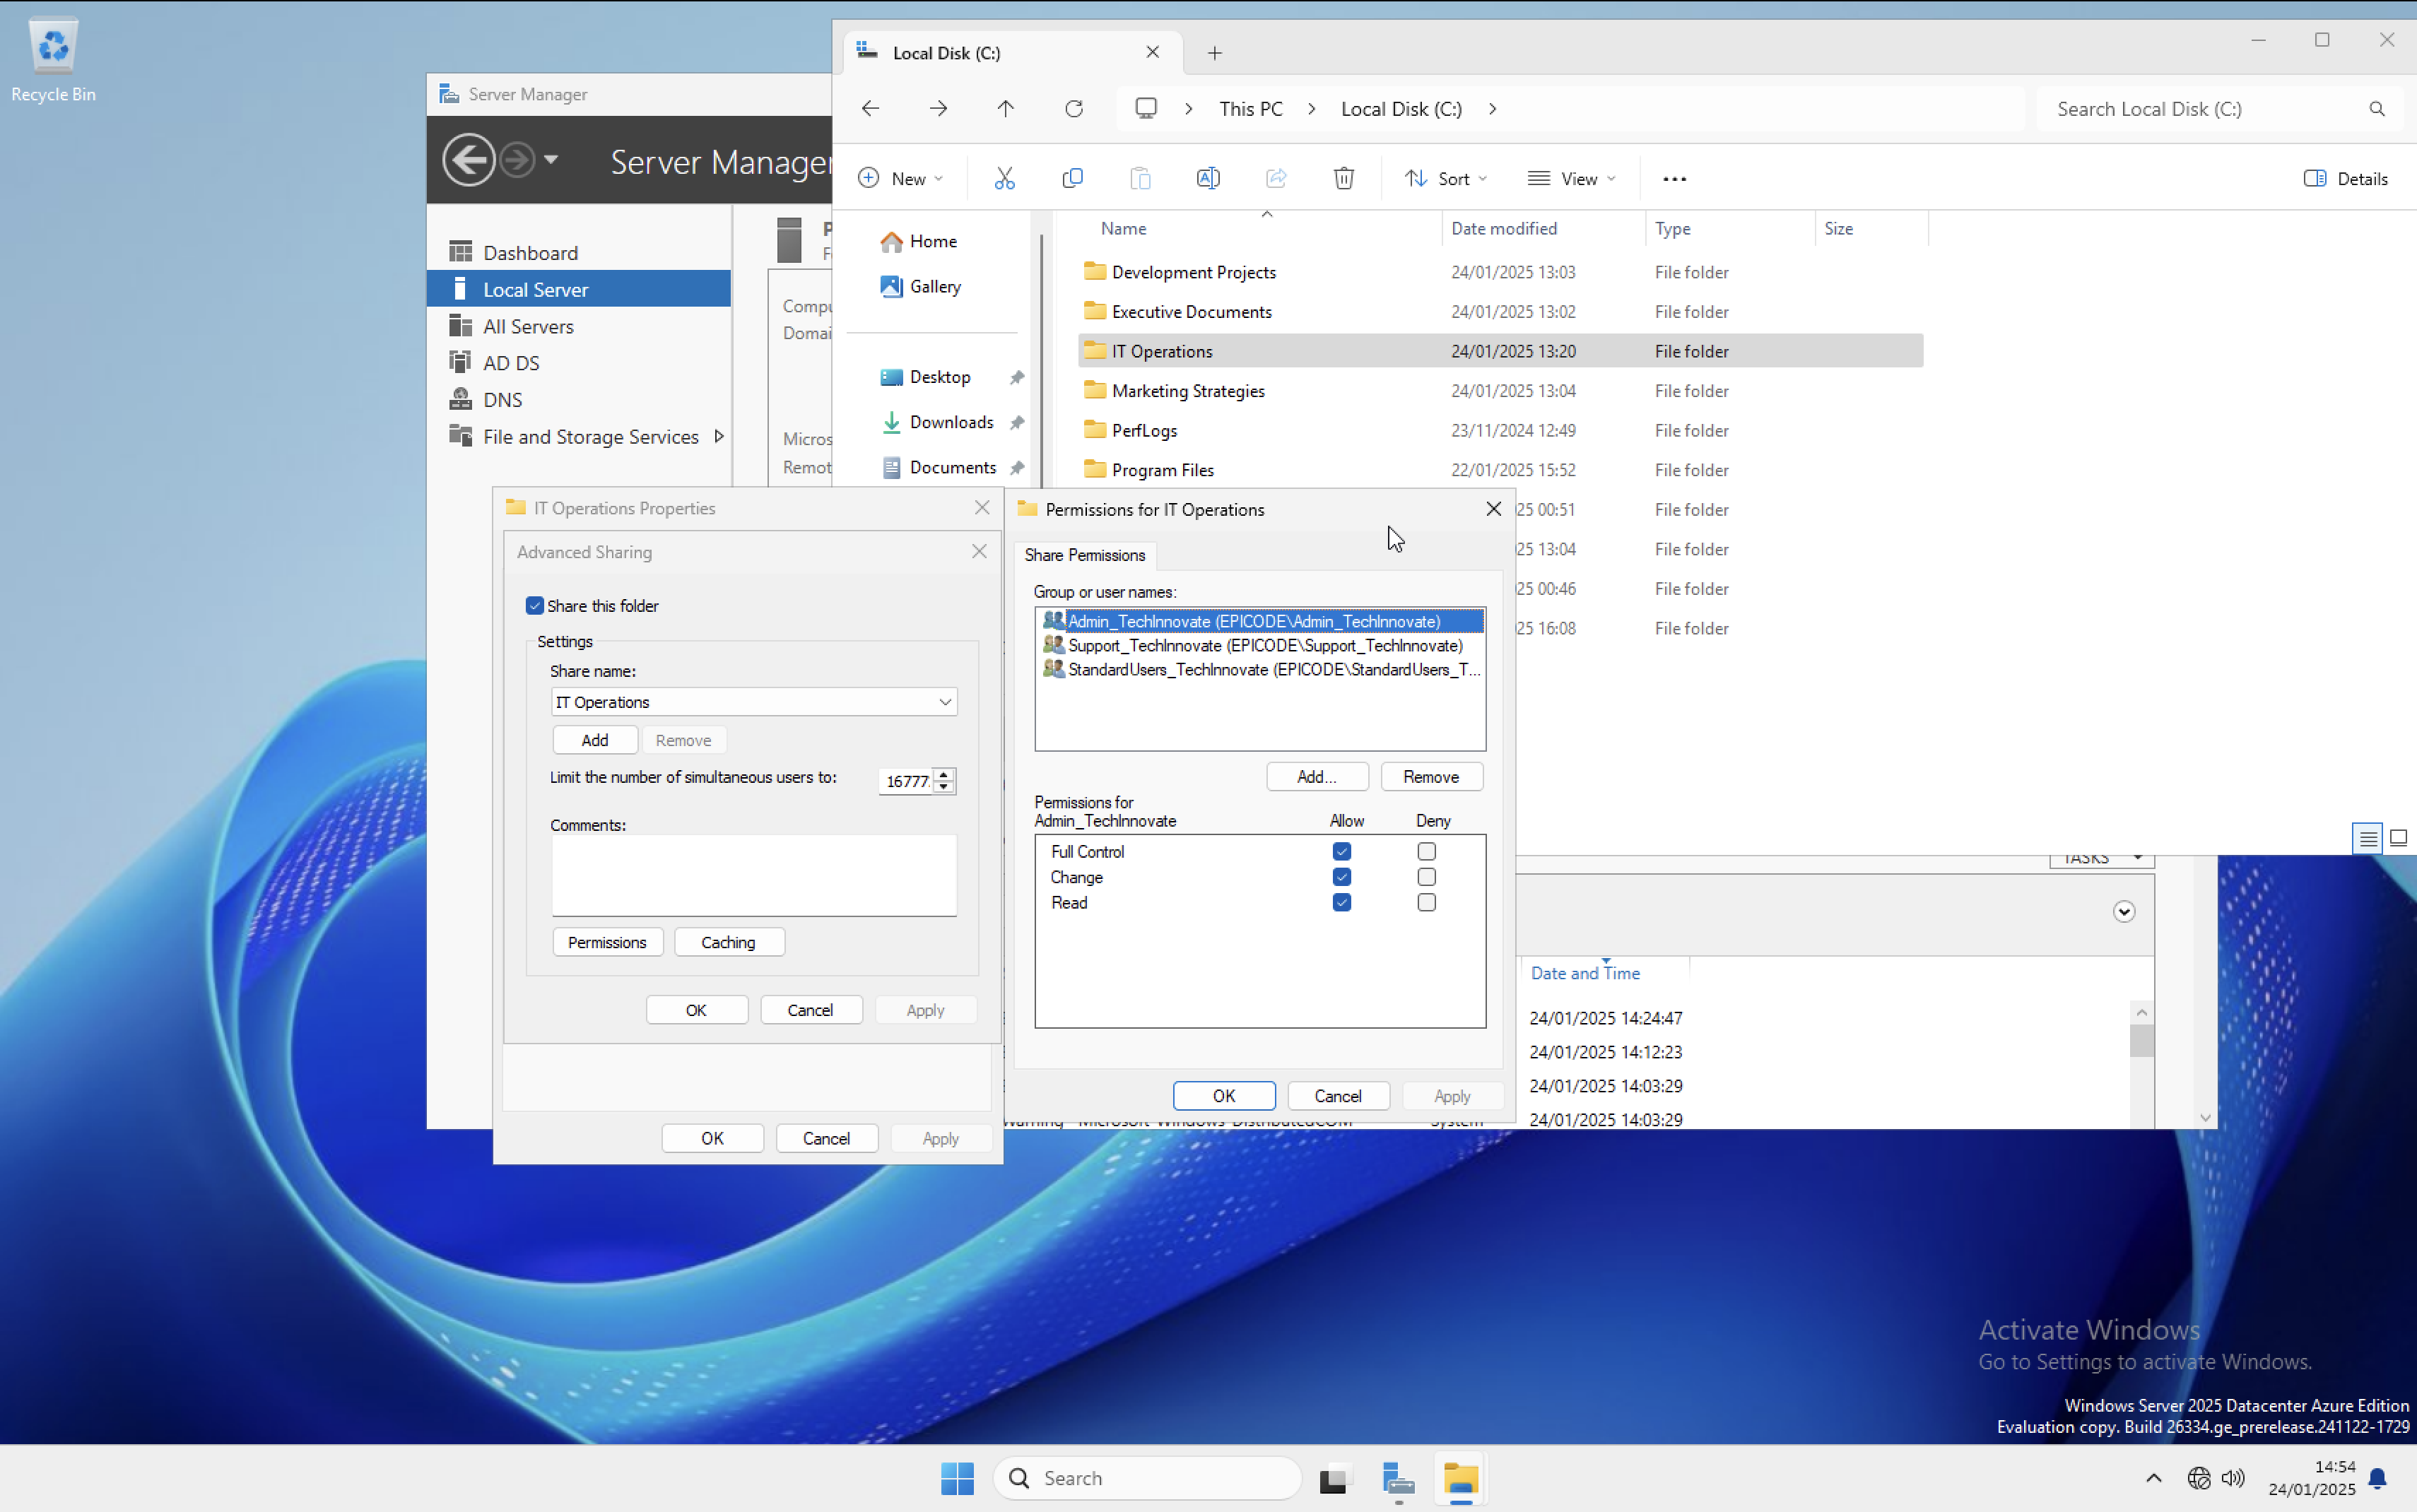 Recycle Bin
Server Manager
Server Manager
Dashboard
Local Server
All Servers
AD DS
DNS
File and Storage Services
Local Disk (C:)
This PC
Local Disk (C:)
Search Local Disk (C:)
New
Sort
View
Details
Home
Gallery
Desktop
Downloads
Documents
Name Date modified Type Size
Development Projects 24/01/2025 13:03 File folder
Executive Documents 24/01/2025 13:02 File folder
IT Operations 24/01/2025 13:20 File folder
Marketing Strategies 24/01/2025 13:04 File folder
PerfLogs 23/11/2024 12:49 File folder
Program Files 22/01/2025 15:52 File folder
25 00:51 File folder
25 13:04 File folder
25 00:46 File folder
25 16:08 File folder
IT Operations Properties
Advanced Sharing
Share this folder
Settings
Share name:
IT Operations
Add Remove
Limit the number of simultaneous users to:
16777
Comments:
Permissions Caching
OK Cancel Apply
OK Cancel Apply
Permissions for IT Operations
Share Permissions
Group or user names:
Admin_TechInnovate (EPICODE\Admin_TechInnovate)
Support_TechInnovate (EPICODE\Support_TechInnovate)
StandardUsers_TechInnovate (EPICODE\StandardUsers_T...
Add... Remove
Permissions for
Admin_TechInnovate Allow Deny
Full Control
Change
Read
OK Cancel Apply
TASKS
Date and Time
24/01/2025 14:24:47
24/01/2025 14:12:23
24/01/2025 14:03:29
24/01/2025 14:03:29
Activate Windows
Go to Settings to activate Windows.
Windows Server 2025 Datacenter Azure Edition
Evaluation copy. Build 26334.ge_prerelease.241122-1729
Search
14:54
24/01/2025